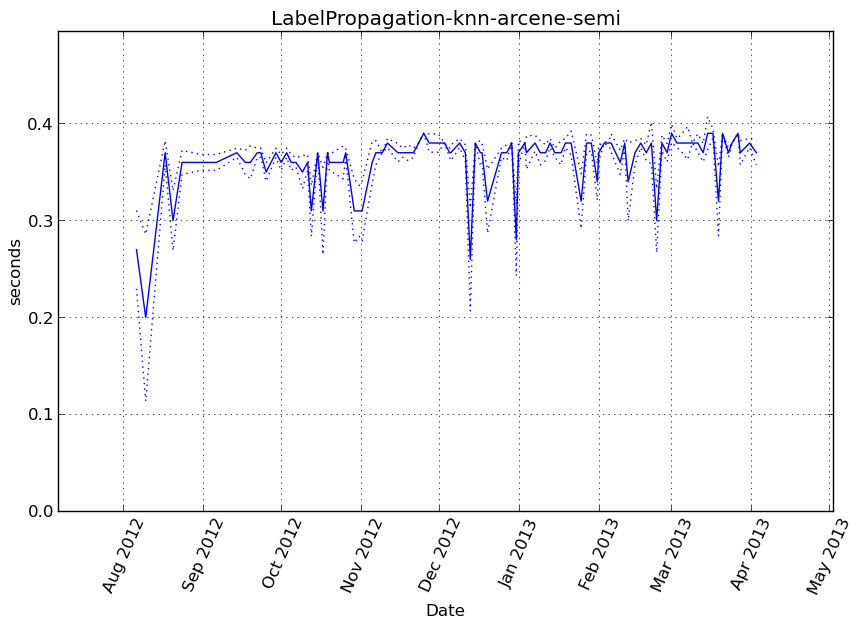 LabelPropagation-knn-arcene-semi
seconds
0.4
0.3
0.2
0.1
0.0
Aug 2012
Sep 2012
Oct 2012
Nov 2012
Dec 2012
Jan 2013
Feb 2013
Mar 2013
Apr 2013
May 2013
Date